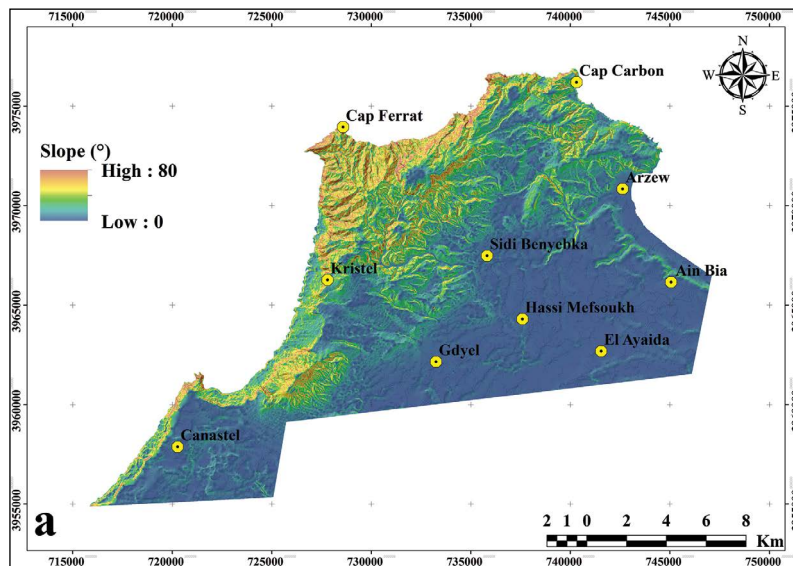 715000 720000 725000 730000 735000 740000 745000 750000
N
W E
S
Cap Carbon
Cap Ferrat
3975000
Slope (°)
High : 80
Low : 0
Arzew
3970000
Sidi Benyebka
Kristel
Ain Bia
3965000
Hassi Mefsoukh
El Ayaida
Gdyel
3960000
Canastel
3955000
a
2 1 0 2 4 6 8
Km
715000 720000 725000 730000 735000 740000 745000 750000